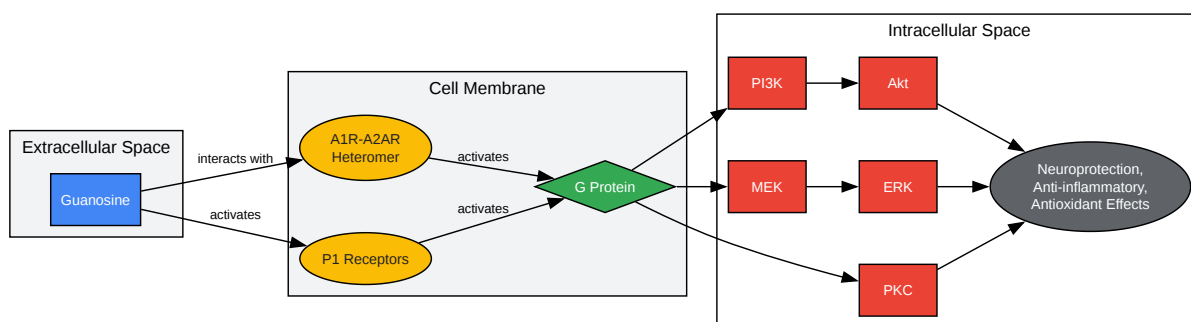 Extracellular Space
Guanosine
interacts with
activates
Cell Membrane
A1R-A2AR
Heteromer
P1 Receptors
activates
activates
G Protein
Intracellular Space
PI3K
Akt
MEK
ERK
PKC
Neuroprotection,
Anti-inflammatory,
Antioxidant Effects